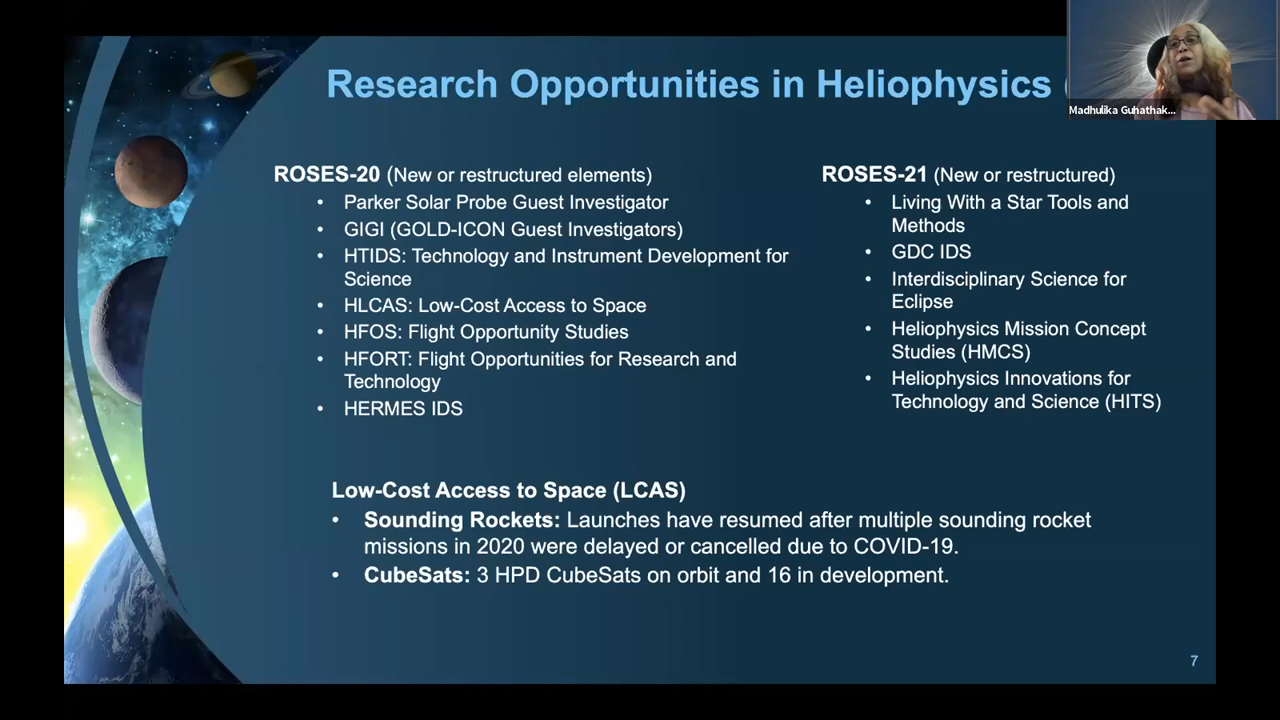 Research Opportunities in Heliophysics
Madhulika Guhathak...
ROSES-20 (New or restructured elements)
• Parker Solar Probe Guest Investigator
• GIGI (GOLD-ICON Guest Investigators)
• HTIDS: Technology and Instrument Development for
Science
• HLCAS: Low-Cost Access to Space
• HFOS: Flight Opportunity Studies
• HFORT: Flight Opportunities for Research and
Technology
• HERMES IDS
ROSES-21 (New or restructured)
• Living With a Star Tools and
Methods
• GDC IDS
• Interdisciplinary Science for
Eclipse
• Heliophysics Mission Concept
Studies (HMCS)
• Heliophysics Innovations for
Technology and Science (HITS)
Low-Cost Access to Space (LCAS)
• Sounding Rockets: Launches have resumed after multiple sounding rocket
missions in 2020 were delayed or cancelled due to COVID-19.
• CubeSats: 3 HPD CubeSats on orbit and 16 in development.
7